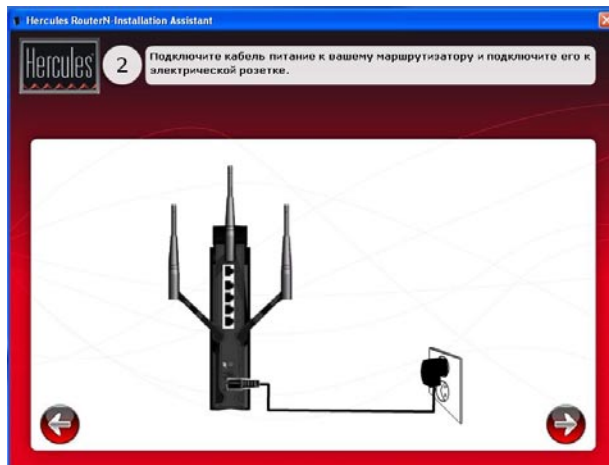 Hercules RouterN-Installation Assistant
Hercules
2
Подключите кабель питание к вашему маршрутизатору и подключите его к
электрической розетке.